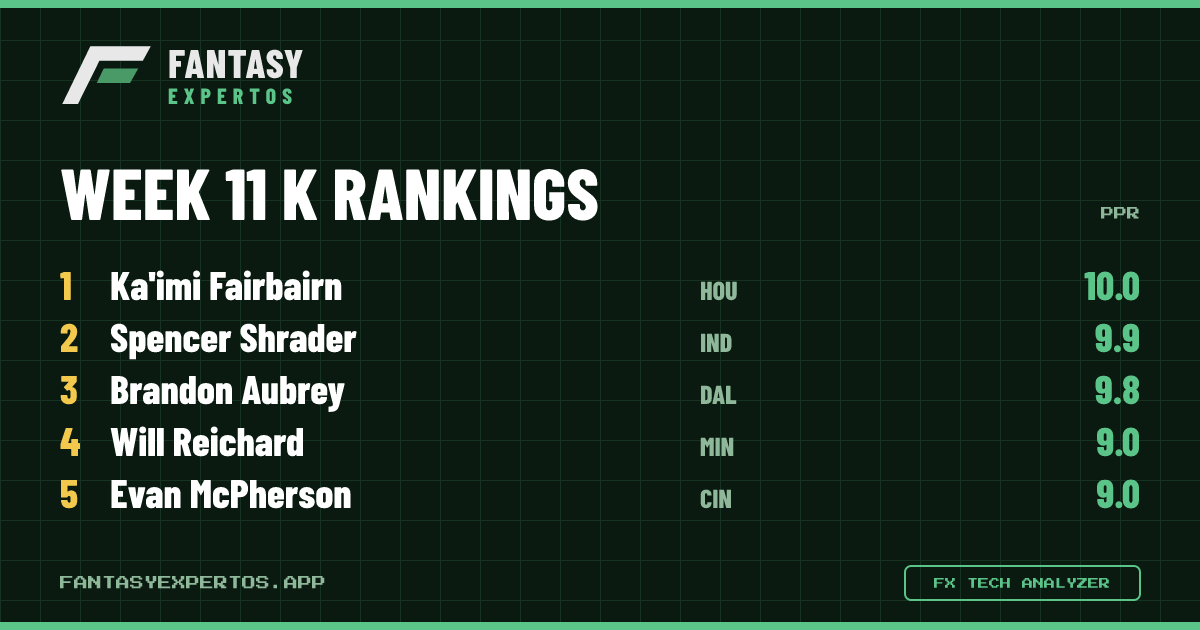 FANTASY
EXPERTOS
WEEK 11 K RANKINGS
PPR
1 Ka'imi Fairbairn HOU 10.0
2 Spencer Shrader IND 9.9
3 Brandon Aubrey DAL 9.8
4 Will Reichard MIN 9.0
5 Evan McPherson CIN 9.0
FANTASYEXPERTOS.APP
FX TECH ANALYZER